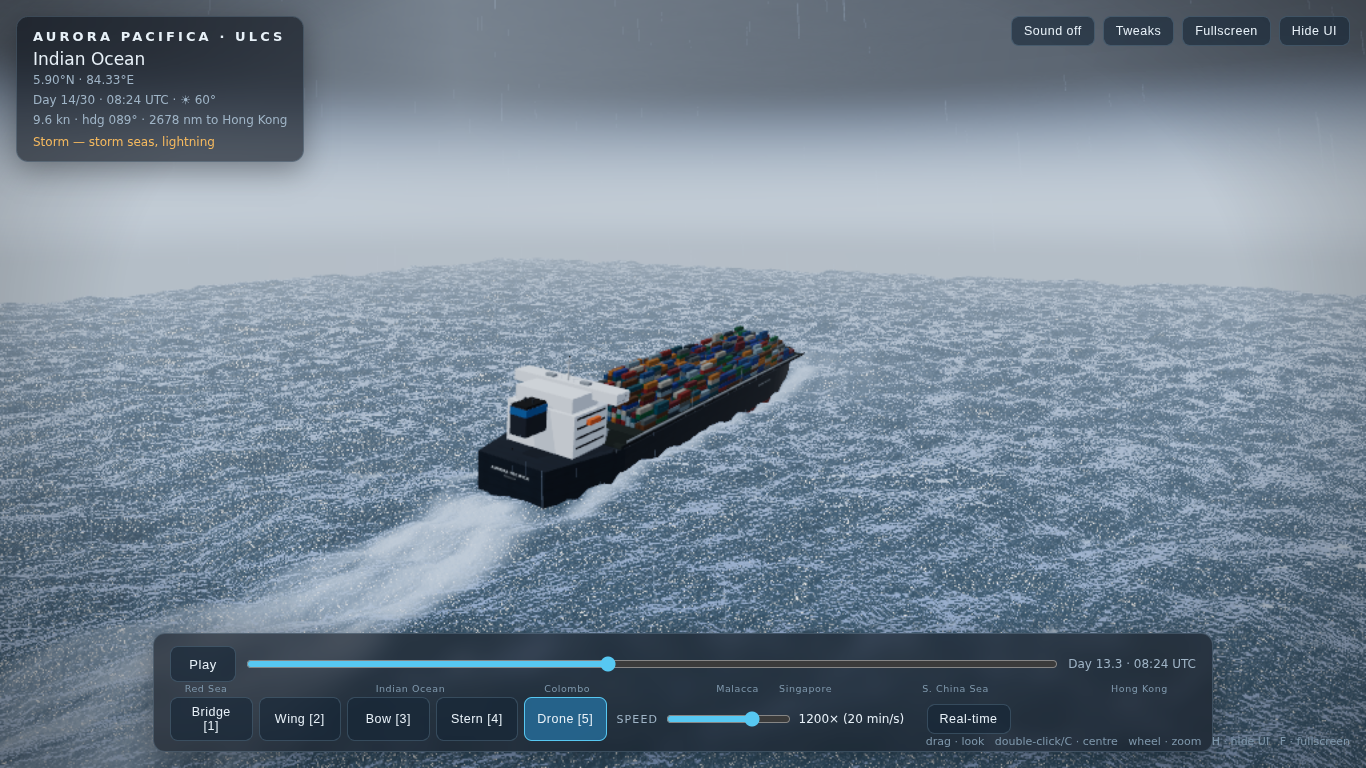 AURORA PACIFICA · ULCS
Indian Ocean
5.90°N · 84.33°E
Day 14/30 · 08:24 UTC · ☀ 60°
9.6 kn · hdg 089° · 2678 nm to Hong Kong
Storm — storm seas, lightning
Sound off
Tweaks
Fullscreen
Hide UI
Play
Day 13.3 · 08:24 UTC
Red Sea
Indian Ocean
Colombo
Malacca
Singapore
S. China Sea
Hong Kong
Bridge
[1]
Wing [2]
Bow [3]
Stern [4]
Drone [5]
SPEED
1200× (20 min/s)
Real-time
drag · look double-click/C · centre wheel · zoom H · hide UI · F · fullscreen